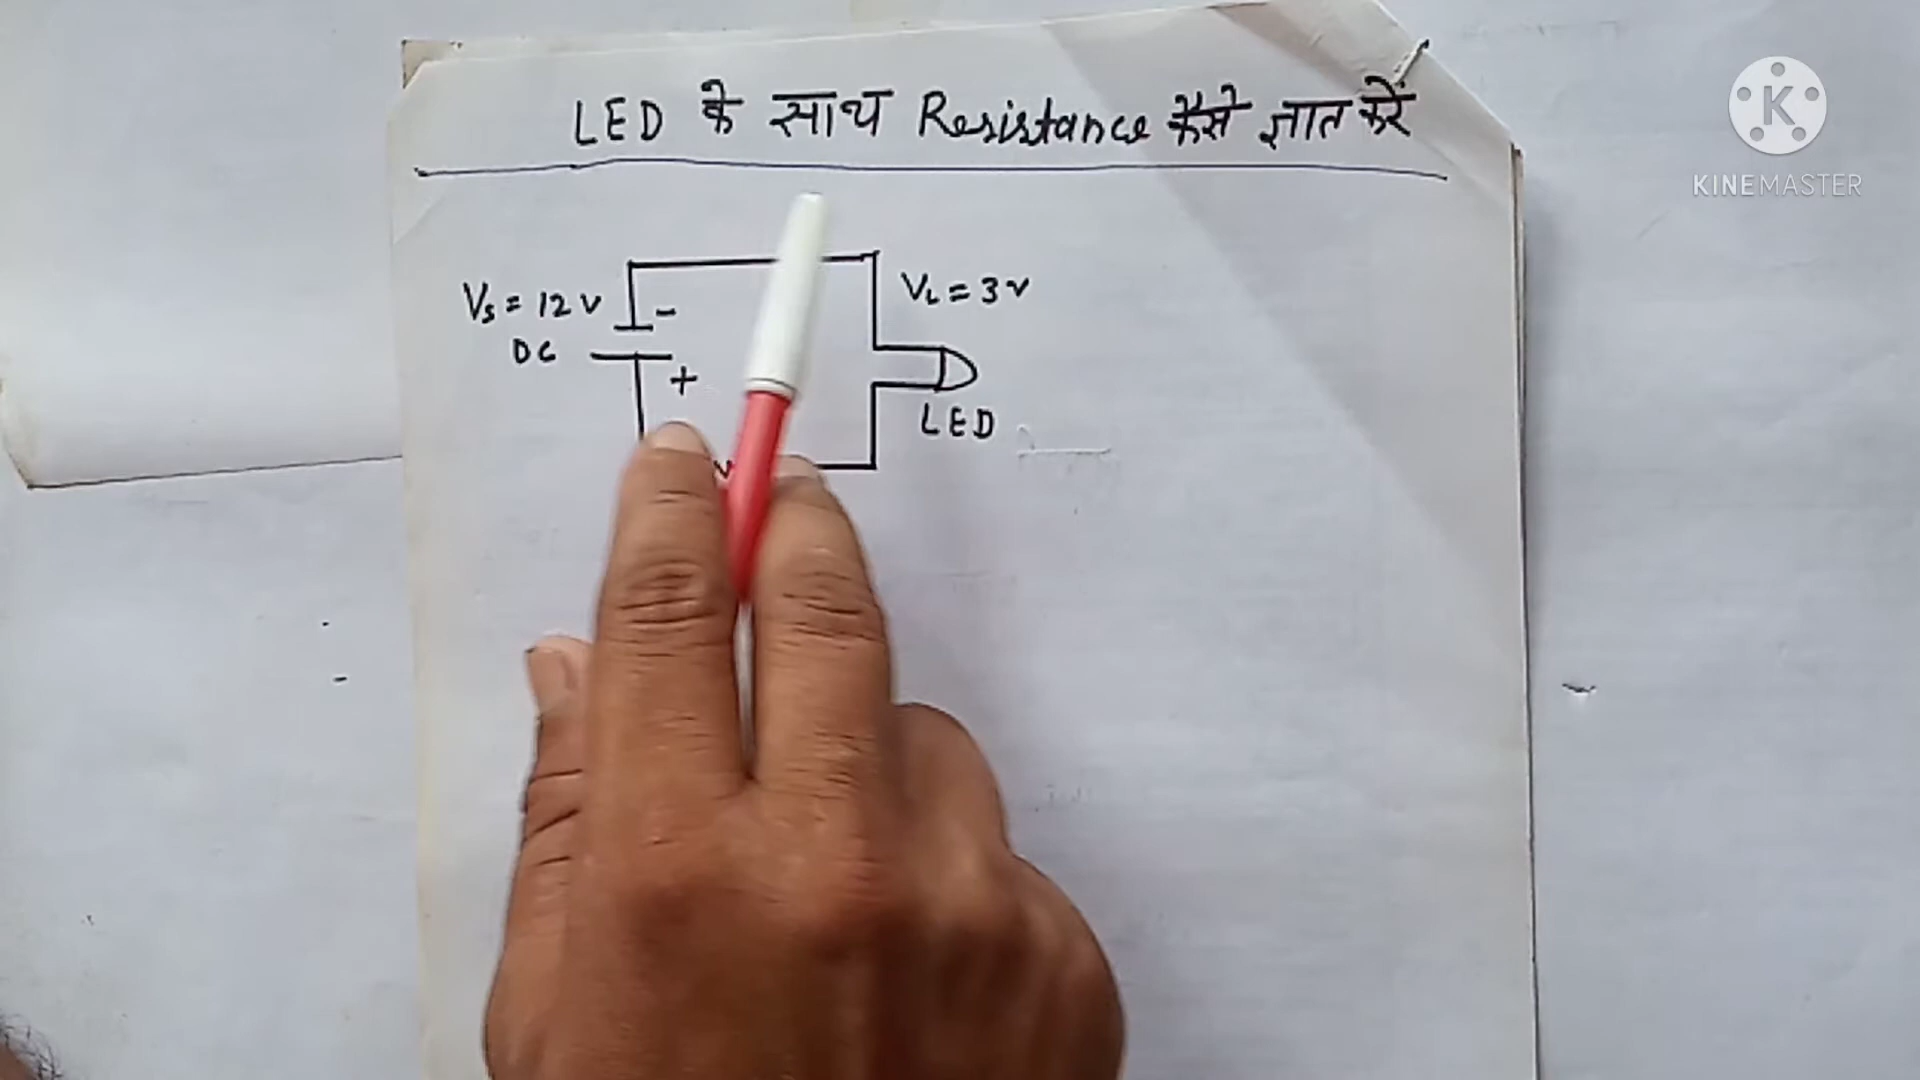 LED के साथ Resistance कैसे ज्ञात करें
Vs = 12 v
DC
-
+
VL = 3 v
LED
K
KINEMASTER